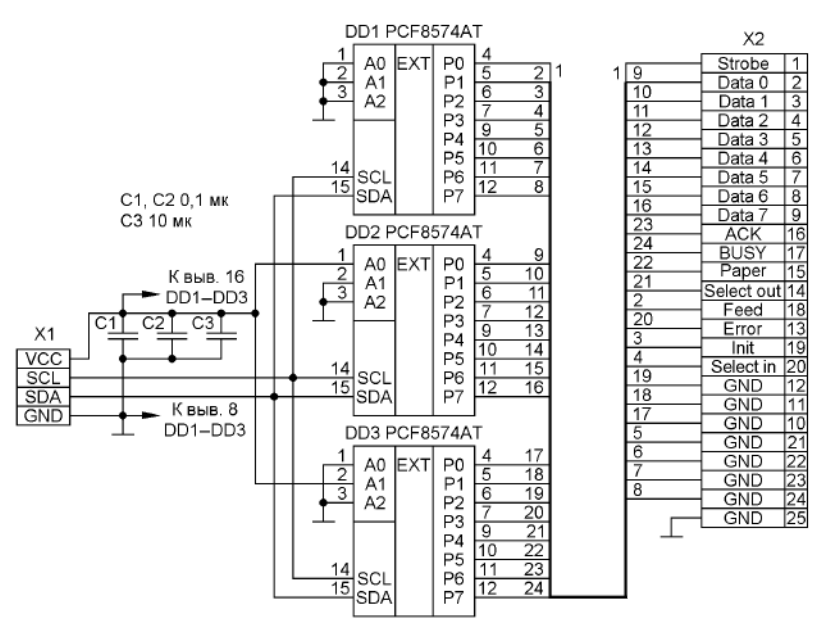 DD1 PCF8574AT
1 A0 EXT P0 4
2 A1 P1 5 2 1
3 A2 P2 6 3
P3 7 4
P4 9 5
P5 10 6
14 SCL P6 11 7
15 SDA P7 12 8
C1, C2 0,1 мк
C3 10 мк
DD2 PCF8574AT
1 A0 EXT P0 4 9
2 A1 P1 5 10
3 A2 P2 6 11
P3 7 12
P4 9 13
P5 10 14
14 SCL P6 11 15
15 SDA P7 12 16
К выв. 16
DD1–DD3
C1 C2 C3
X1
VCC
SCL
SDA
GND
К выв. 8
DD1–DD3
DD3 PCF8574AT
1 A0 EXT P0 4 17
2 A1 P1 5 18
3 A2 P2 6 19
P3 7 20
P4 9 21
P5 10 22
14 SCL P6 11 23
15 SDA P7 12 24
X2
Strobe 1
1 9 Data 0 2
10 Data 1 3
11 Data 2 4
12 Data 3 5
13 Data 4 6
14 Data 5 7
15 Data 6 8
16 Data 7 9
23 ACK 16
24 BUSY 17
22 Paper 15
21 Select out 14
2 Feed 18
20 Error 13
3 Init 19
4 Select in 20
19 GND 12
18 GND 11
17 GND 10
5 GND 21
6 GND 22
7 GND 23
8 GND 24
GND 25